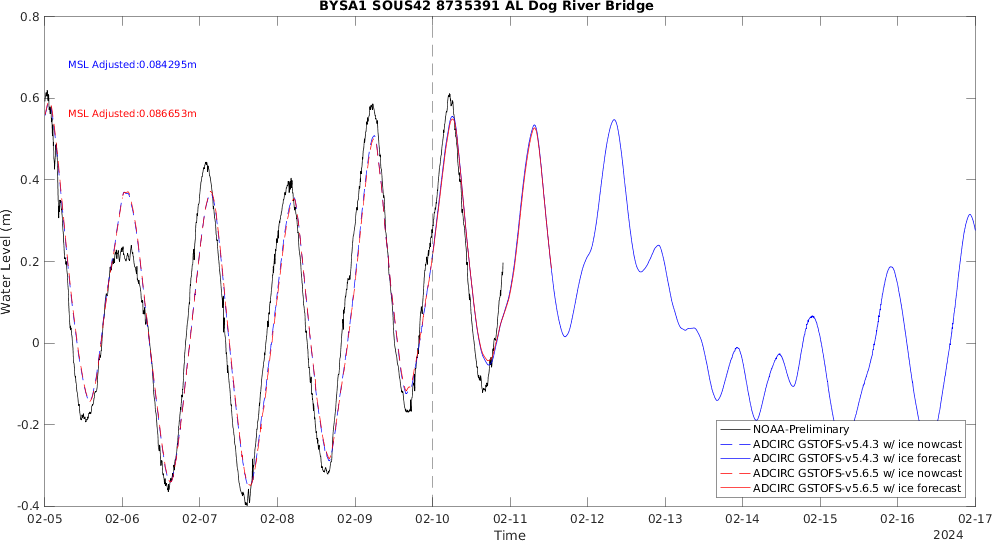 BYSA1 SOUS42 8735391 AL Dog River Bridge
0.8
0.6
0.4
0.2
0
-0.2
-0.4
Water Level (m)
MSL Adjusted:0.084295m
MSL Adjusted:0.086653m
NOAA-Preliminary
ADCIRC GSTOFS-v5.4.3 w/ ice nowcast
ADCIRC GSTOFS-v5.4.3 w/ ice forecast
ADCIRC GSTOFS-v5.6.5 w/ ice nowcast
ADCIRC GSTOFS-v5.6.5 w/ ice forecast
02-05 02-06 02-07 02-08 02-09 02-10 02-11 02-12 02-13 02-14 02-15 02-16 02-17
Time
2024